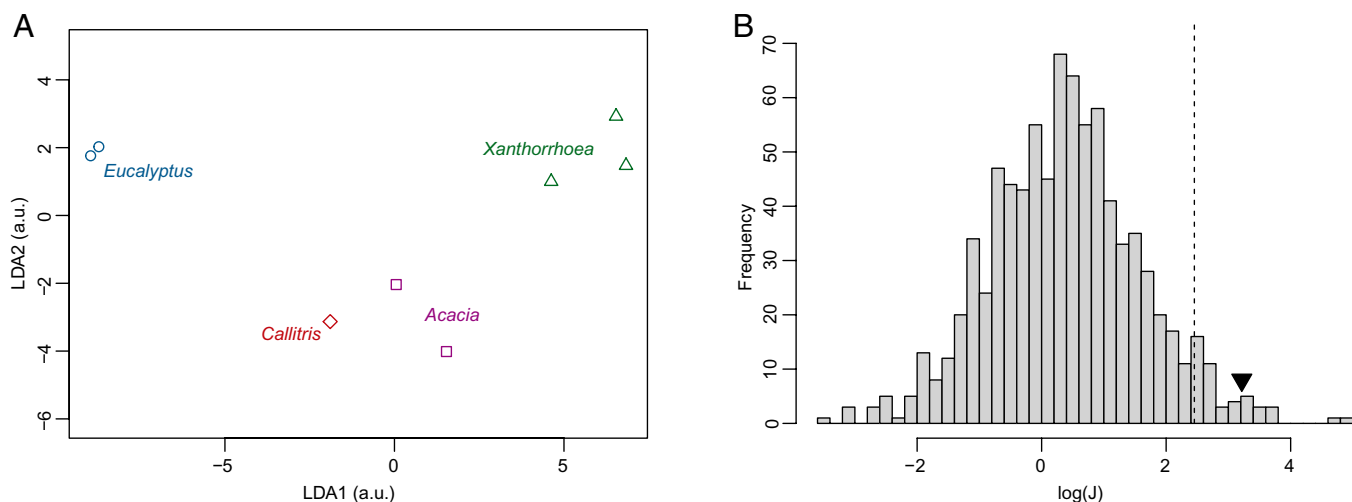 A
4
2
0
−2
−4
−6
LDA2 (a.u.)
Eucalyptus
Xanthorrhoea
Callitris
Acacia
−5
0
5
LDA1 (a.u.)
B
70
60
50
40
30
20
10
0
Frequency
−2
0
2
4
log(J)